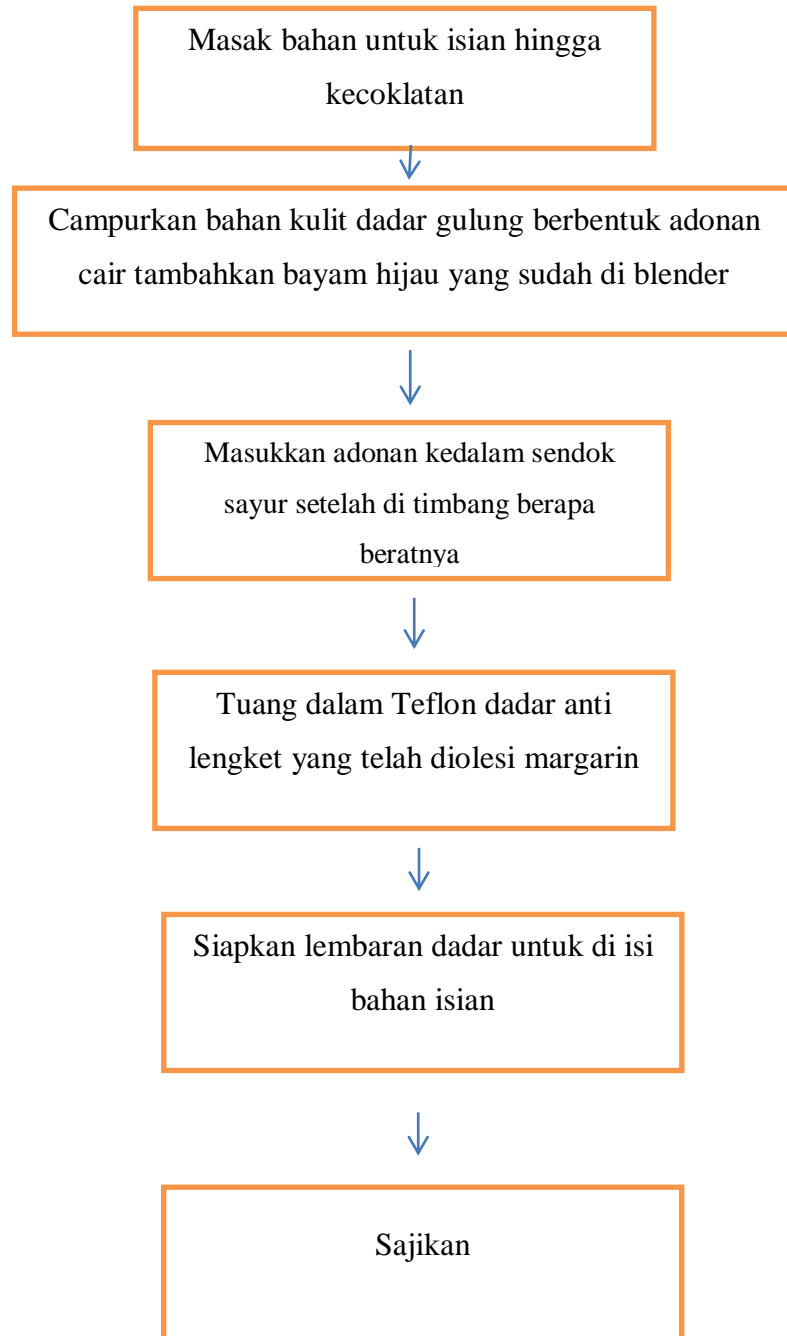 Masak bahan untuk isian hingga
kecoklatan
Campurkan bahan kulit dadar gulung berbentuk adonan
cair tambahkan bayam hijau yang sudah di blender
Masukkan adonan kedalam sendok
sayur setelah di timbang berapa
beratnya
Tuang dalam Teflon dadar anti
lengket yang telah diolesi margarin
Siapkan lembaran dadar untuk di isi
bahan isian
Sajikan